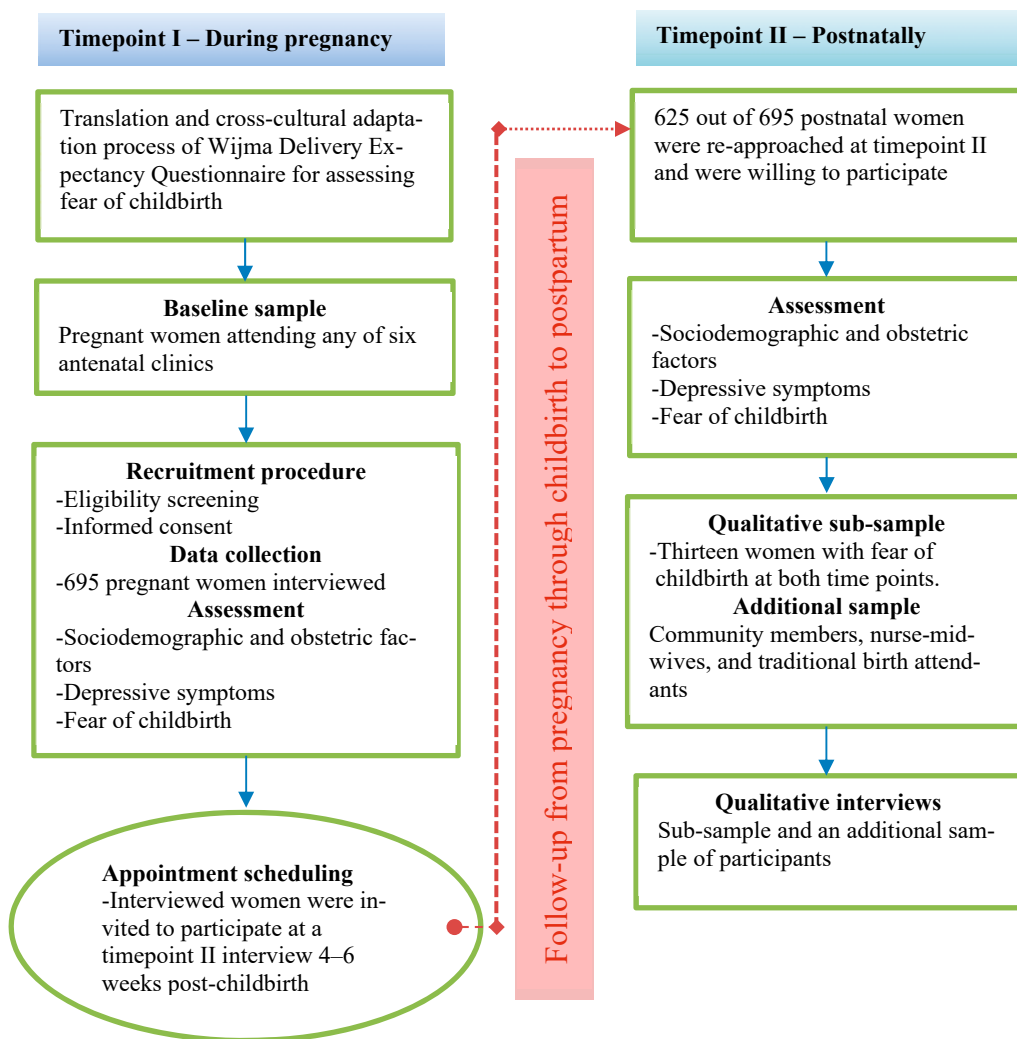 Timepoint I – During pregnancy
Translation and cross-cultural adapta-
tion process of Wijma Delivery Ex-
pectancy Questionnaire for assessing
fear of childbirth
Baseline sample
Pregnant women attending any of six
antenatal clinics
Recruitment procedure
-Eligibility screening
-Informed consent
Data collection
-695 pregnant women interviewed
Assessment
-Sociodemographic and obstetric fac-
tors
-Depressive symptoms
-Fear of childbirth
Appointment scheduling
-Interviewed women were in-
vited to participate at a
timepoint II interview 4–6
weeks post-childbirth
Follow-up from pregnancy through childbirth to postpartum
Timepoint II – Postnatally
625 out of 695 postnatal women
were re-approached at timepoint II
and were willing to participate
Assessment
-Sociodemographic and obstetric
factors
-Depressive symptoms
-Fear of childbirth
Qualitative sub-sample
-Thirteen women with fear of
childbirth at both time points.
Additional sample
Community members, nurse-mid-
wives, and traditional birth attend-
ants
Qualitative interviews
Sub-sample and an additional sam-
ple of participants